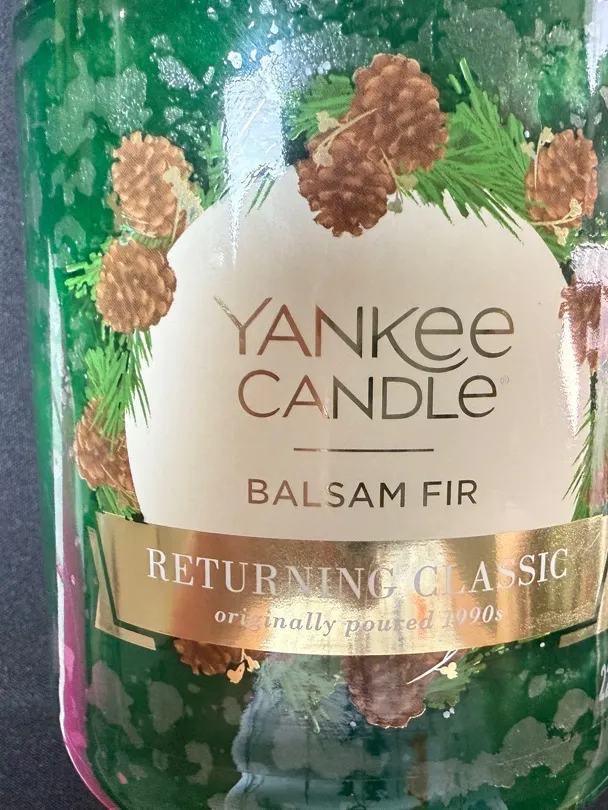 YANKEE
CANDLE®
BALSAM FIR
RETURNING CLASSIC
originally poured 1990s